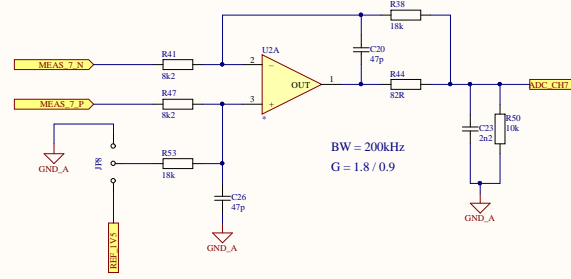 R38
18k
MEAS_7_N
R41
8k2
2
U2A
OUT
1
C20
47p
R44
82R
ADC_CH7
MEAS_7_P
R47
8k2
3
*
C23
2n2
R50
10k
BW = 200kHz
G = 1.8 / 0.9
GND_A
JP8
R53
18k
C26
47p
GND_A
GND_A
REF_1V5